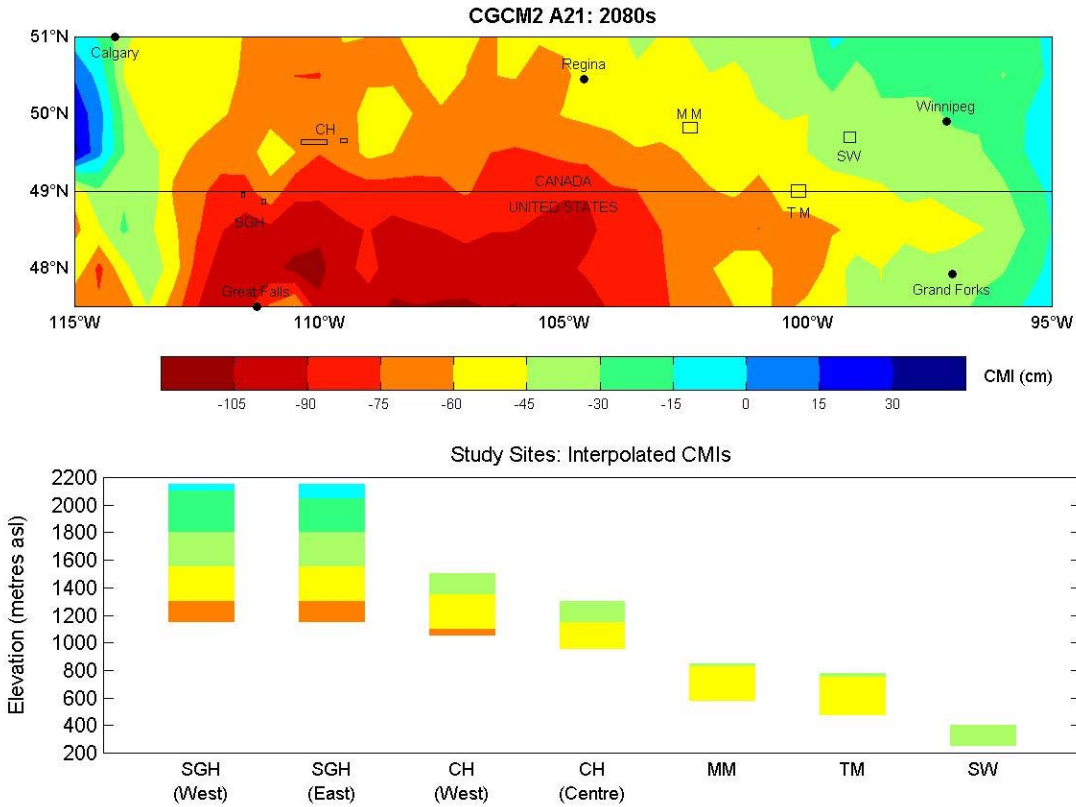 CGCM2 A21: 2080s
51°N
50°N
49°N
48°N
Calgary
Regina
Winnipeg
MM
CH
SW
CANADA
UNITED STATES
SGH
TM
Great Falls
Grand Forks
115°W 110°W 105°W 100°W 95°W
CMI (cm)
-105 -90 -75 -60 -45 -30 -15 0 15 30
Study Sites: Interpolated CMIs
Elevation (metres asl)
2200
2000
1800
1600
1400
1200
1000
800
600
400
200
SGH SGH CH CH MM TM SW
(West) (East) (West) (Centre)